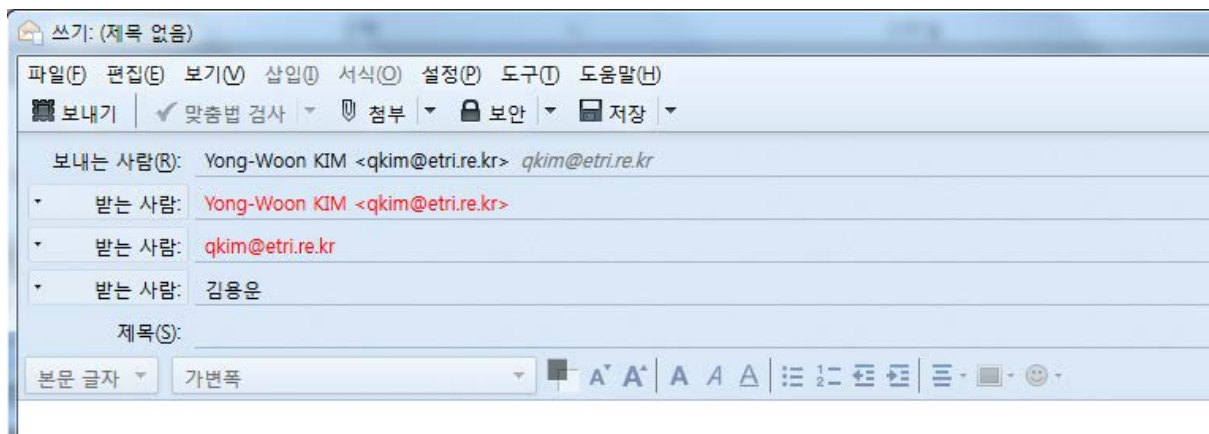 쓰기: (제목 없음)
파일(F) 편집(E) 보기(V) 삽입(I) 서식(O) 설정(P) 도구(T) 도움말(H)
보내기 맞춤법 검사 첨부 보안 저장
보내는 사람(R): Yong-Woon KIM <qkim@etri.re.kr> qkim@etri.re.kr
받는 사람: Yong-Woon KIM <qkim@etri.re.kr>
받는 사람: qkim@etri.re.kr
받는 사람: 김용운
제목(S):
본문 글자 가변폭